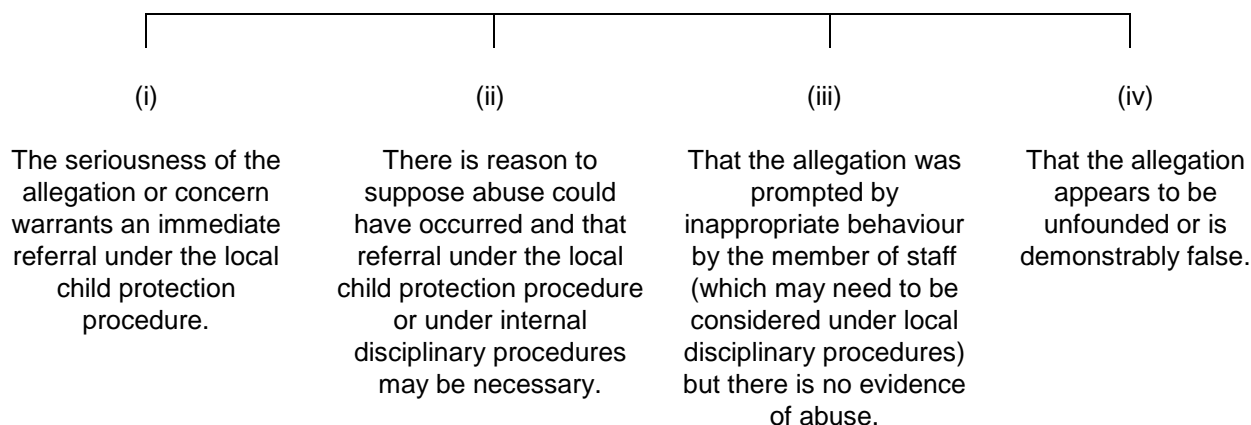 (i)
The seriousness of the
allegation or concern
warrants an immediate
referral under the local
child protection
procedure.
(ii)
There is reason to
suppose abuse could
have occurred and that
referral under the local
child protection procedure
or under internal
disciplinary procedures
may be necessary.
(iii)
That the allegation was
prompted by
inappropriate behaviour
by the member of staff
(which may need to be
considered under local
disciplinary procedures)
but there is no evidence
of abuse.
(iv)
That the allegation
appears to be
unfounded or is
demonstrably false.